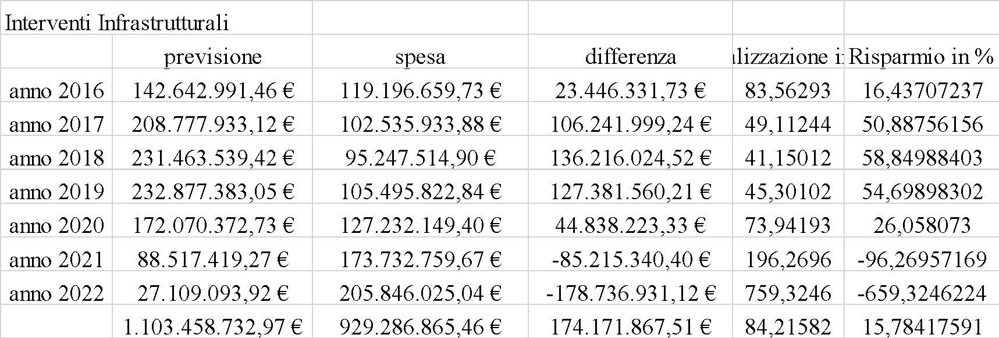 Interventi Infrastrutturali
previsione spesa differenza alizzazione i Risparmio in %
anno 2016 142.642.991,46 € 119.196.659,73 € 23.446.331,73 € 83,56293 16,43707237
anno 2017 208.777.933,12 € 102.535.933,88 € 106.241.999,24 € 49,11244 50,88756156
anno 2018 231.463.539,42 € 95.247.514,90 € 136.216.024,52 € 41,15012 58,84988403
anno 2019 232.877.383,05 € 105.495.822,84 € 127.381.560,21 € 45,30102 54,69898302
anno 2020 172.070.372,73 € 127.232.149,40 € 44.838.223,33 € 73,94193 26,058073
anno 2021 88.517.419,27 € 173.732.759,67 € -85.215.340,40 € 196,2696 -96,26957169
anno 2022 27.109.093,92 € 205.846.025,04 € -178.736.931,12 € 759,3246 -659,3246224
1.103.458.732,97 € 929.286.865,46 € 174.171.867,51 € 84,21582 15,78417591